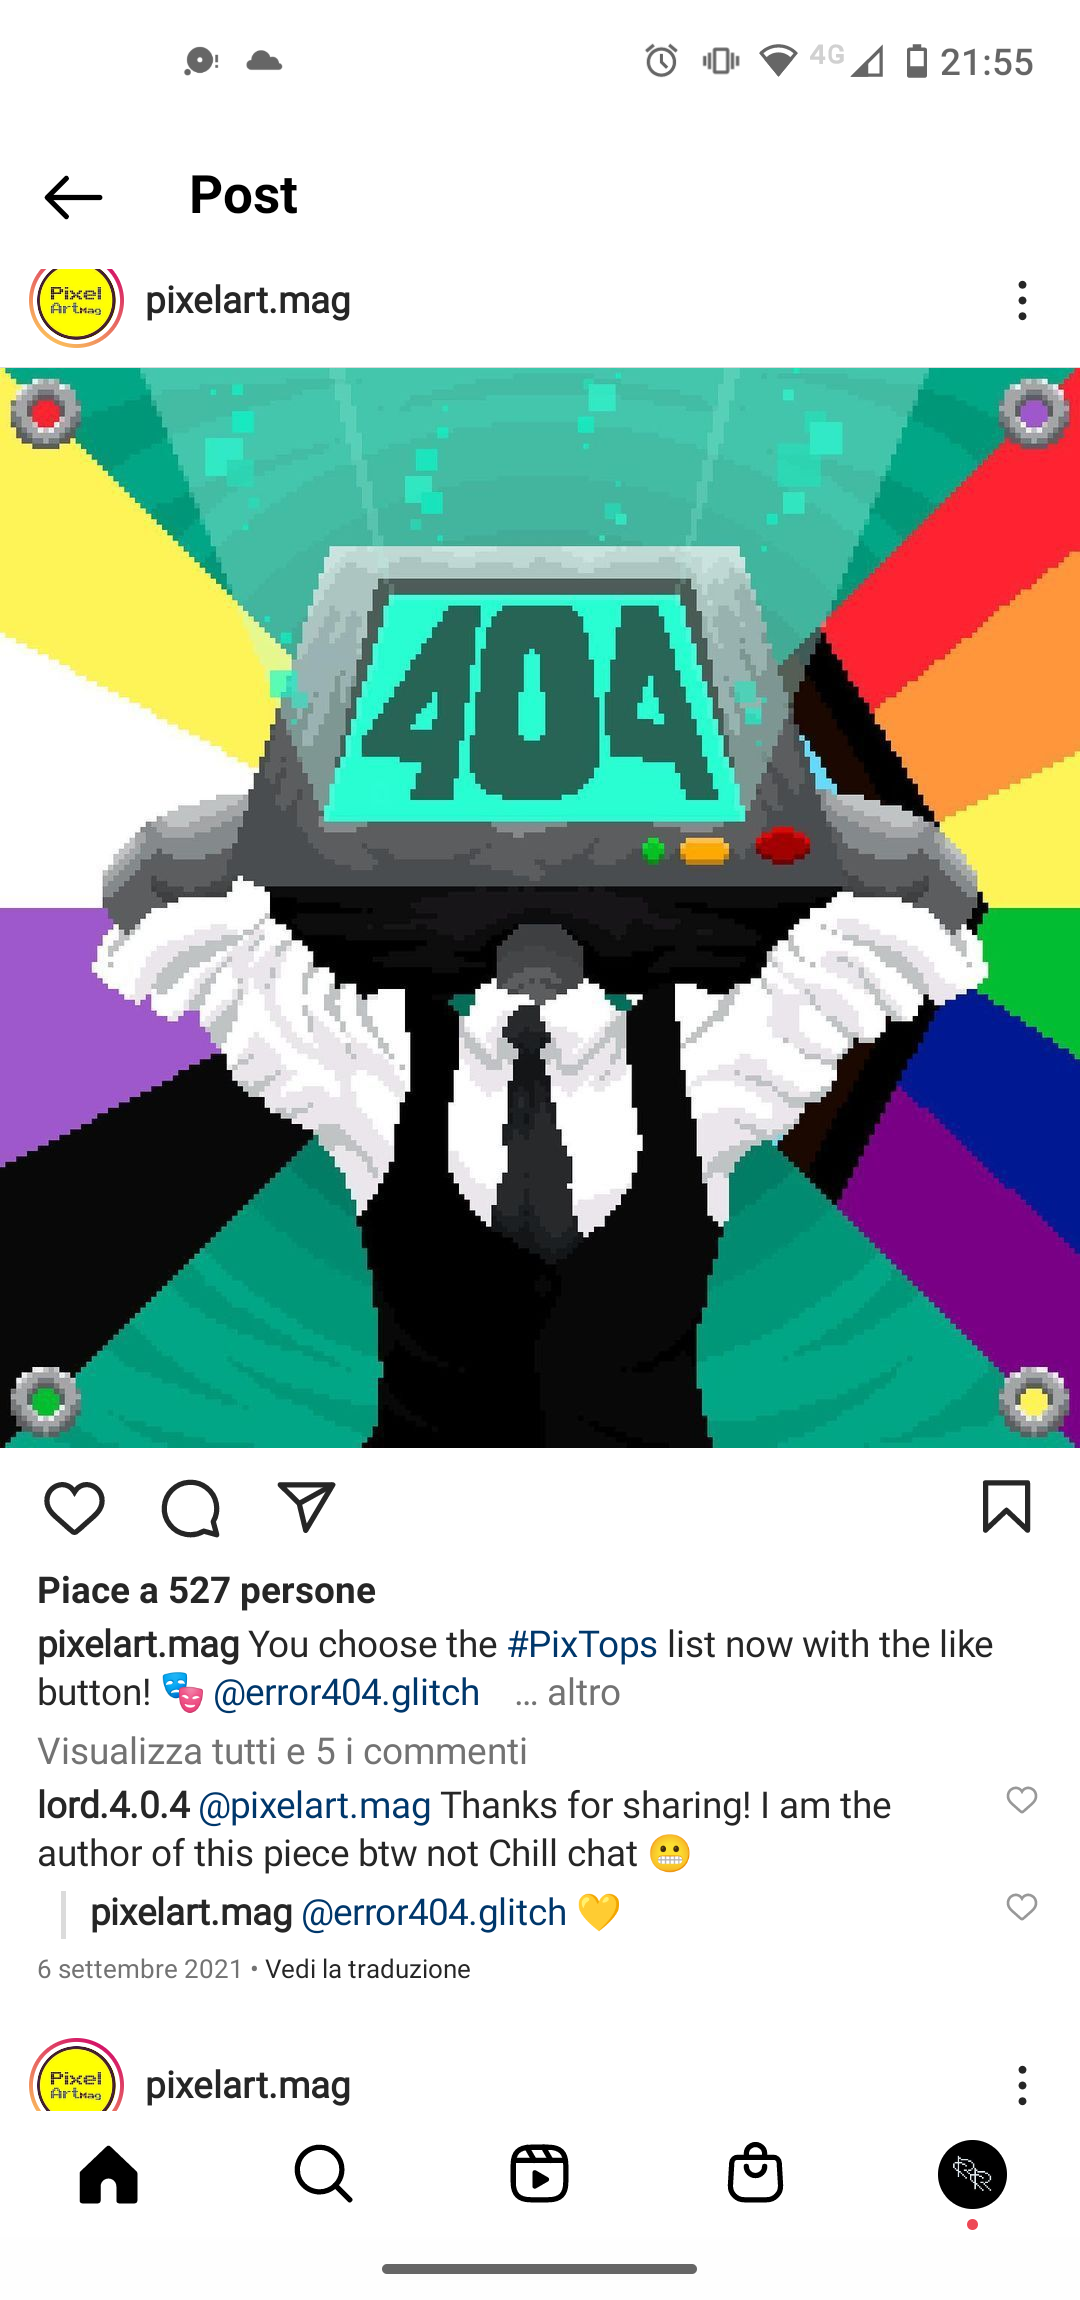 4G 21:55
Post
Pixel
ArtMag
pixelart.mag
404
Piace a 527 persone
pixelart.mag You choose the #PixTops list now with the like
button! 🎭 @error404.glitch … altro
Visualizza tutti e 5 i commenti
lord.4.0.4 @pixelart.mag Thanks for sharing! I am the
author of this piece btw not Chill chat 😬
pixelart.mag @error404.glitch 💛
6 settembre 2021 • Vedi la traduzione
Pixel
ArtMag
pixelart.mag